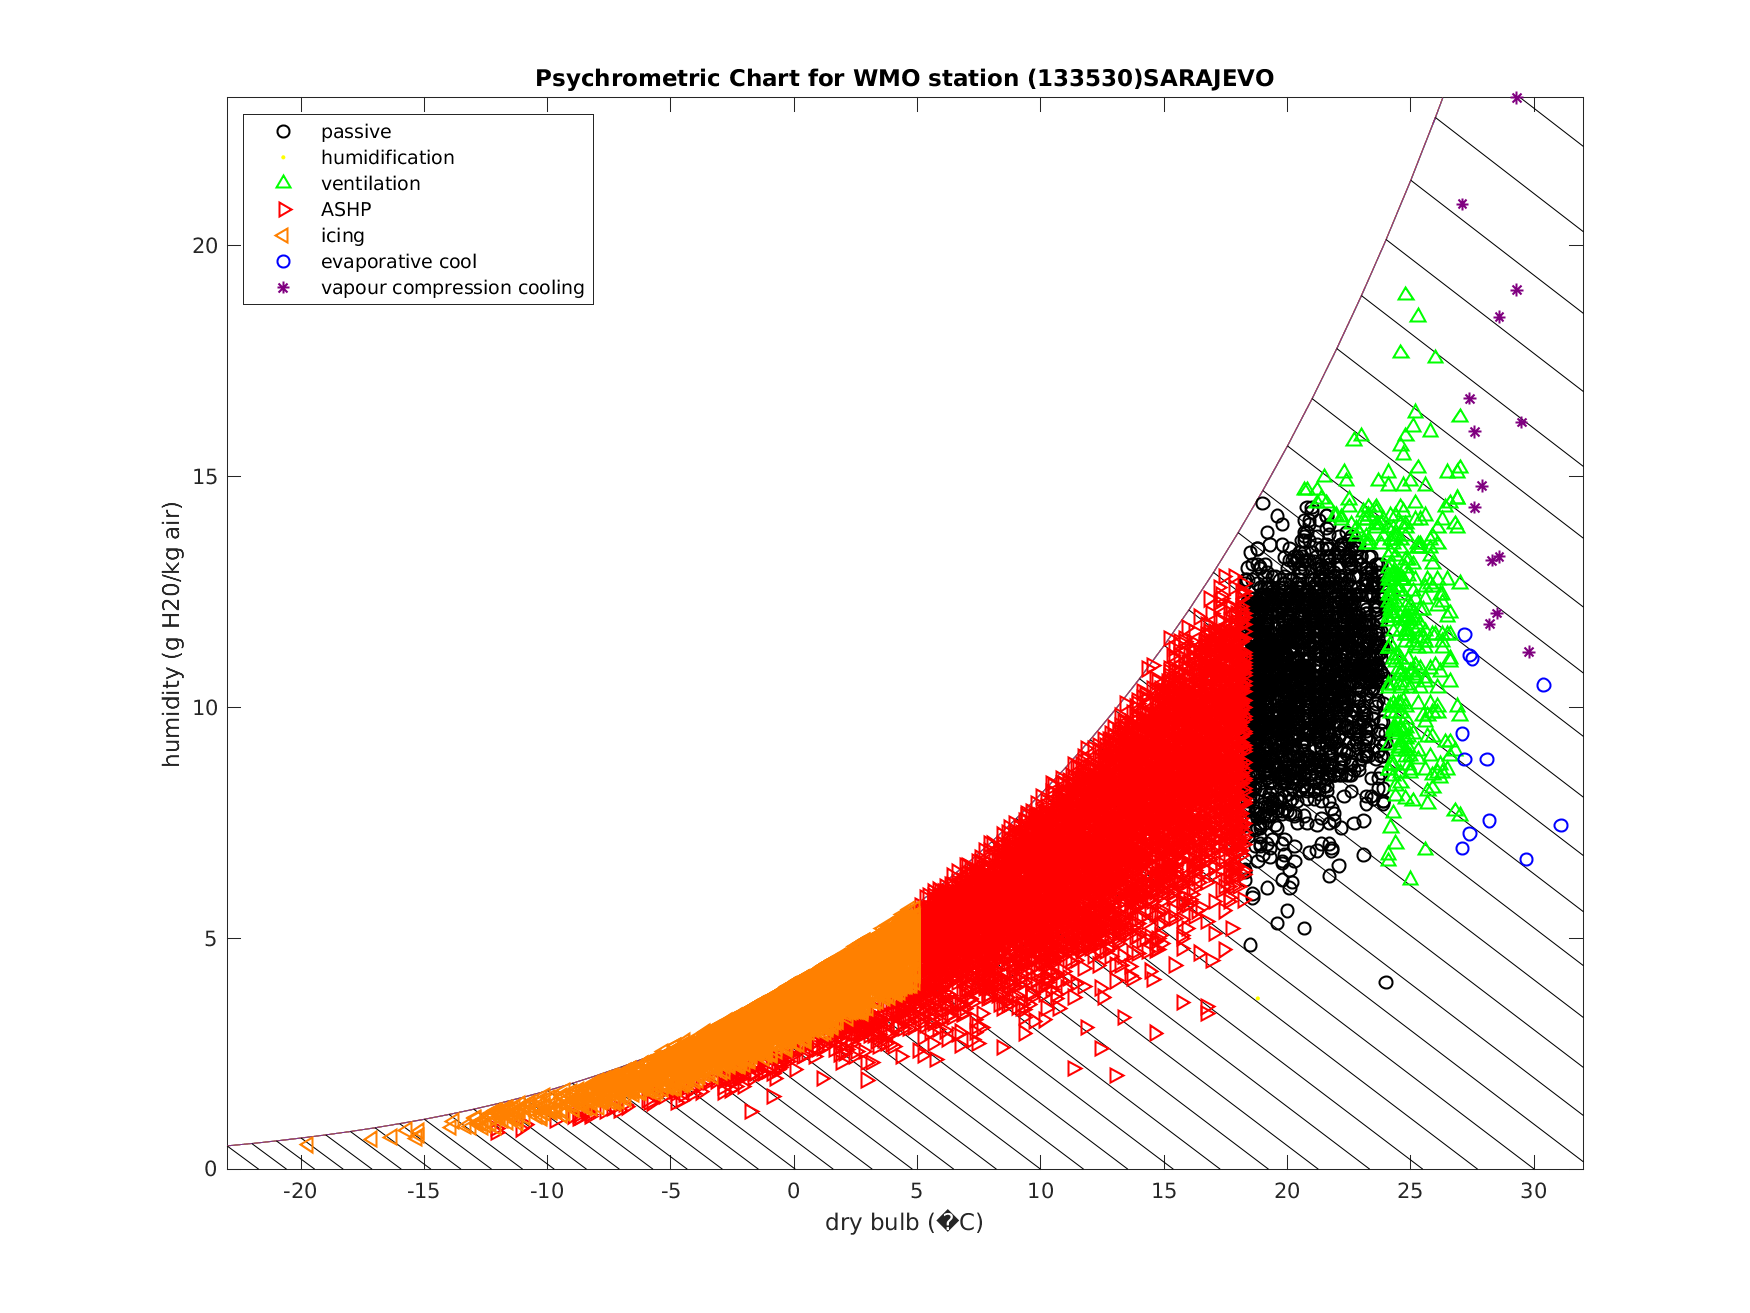 Psychrometric Chart for WMO station (133530)SARAJEVO
passive
humidification
ventilation
ASHP
icing
evaporative cool
vapour compression cooling
humidity (g H20/kg air)
20
15
10
5
0
-20 -15 -10 -5 0 5 10 15 20 25 30
dry bulb (�C)